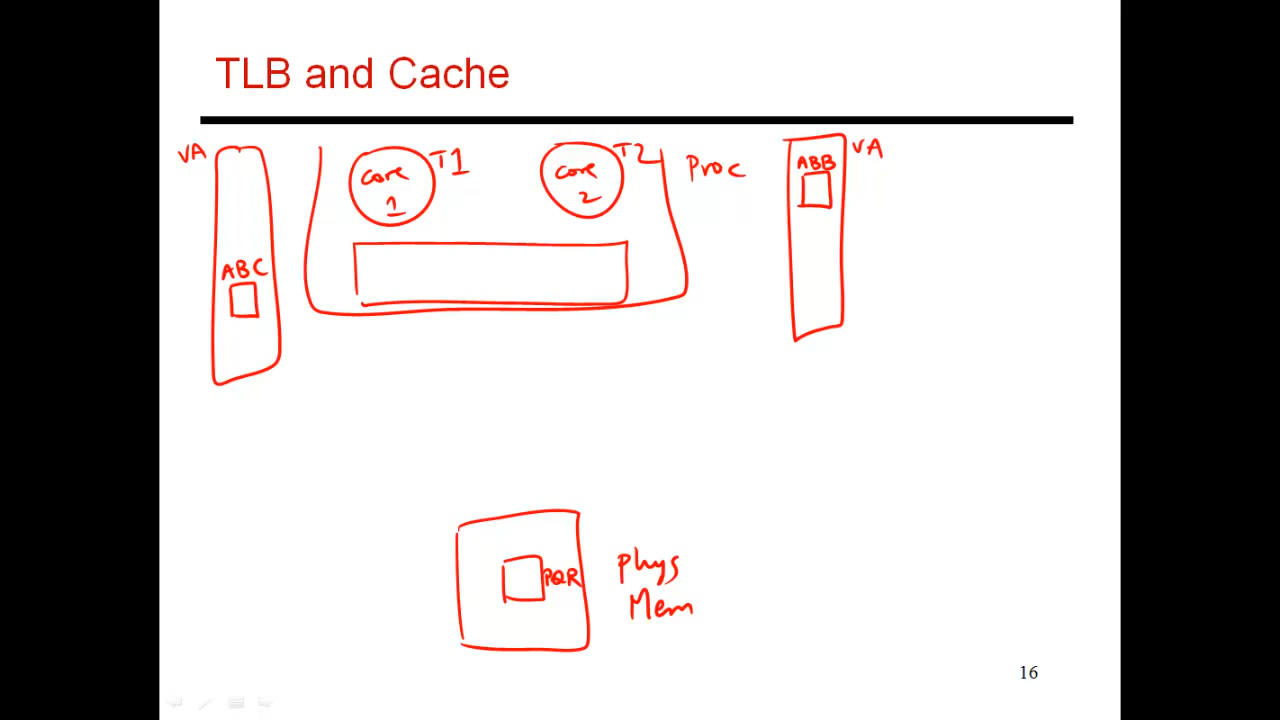 TLB and Cache
VA
core
1
T1
core
2
T2
Proc
ABB
VA
ABC
PQR
Phys
Mem
16